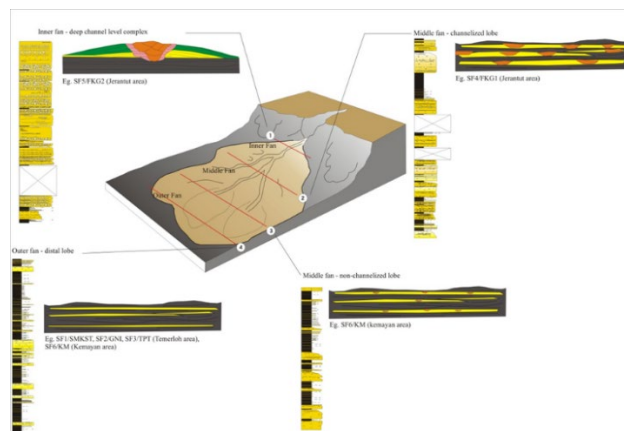 Inner fan - deep channel level comples
Eg. SF5/FKG2 (Jerantut area)
Middle fan - channelized lobe
Eg. SF4/FKG1 (Jerantut area)
1
Inner Fan
Middle Fan
Outer Fan
2
3
4
Outer fan - distal lobe
Eg. SF1/SMKST, SF2/GNI, SF3/TPT (Temerloh area),
SF6/KM (Kemayan area)
Middle fan - non-channelized lobe
Eg. SF6/KM (kemayan area)